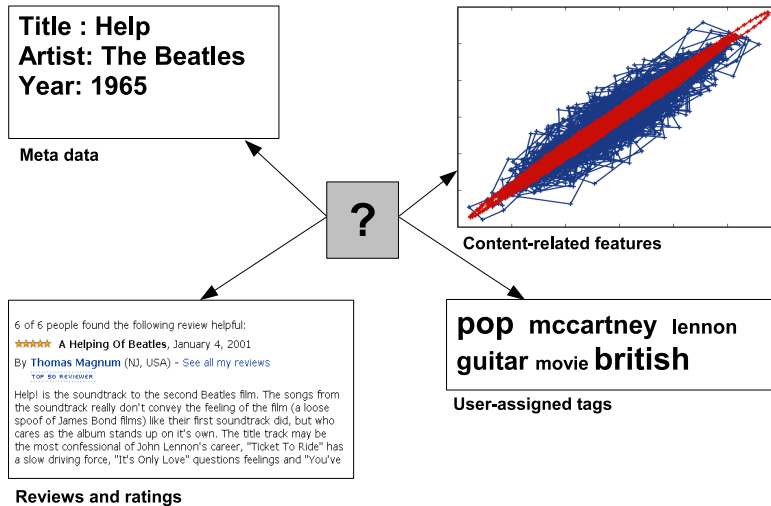 Title : Help
Artist: The Beatles
Year: 1965
Meta data
Content-related features
?
6 of 6 people found the following review helpful:
A Helping Of Beatles, January 4, 2001
By Thomas Magnum (NJ, USA) - See all my reviews
TOP 50 REVIEWER
Help! is the soundtrack to the second Beatles film. The songs from
the soundtrack really don't convey the feeling of the film (a loose
spoof of James Bond films) like their first soundtrack did, but who
cares as the album stands up on it's own. The title track may be
the most confessional of John Lennon's career, "Ticket To Ride" has
a slow driving force, "It's Only Love" questions feelings and "You've
Reviews and ratings
pop mccartney lennon
guitar movie british
User-assigned tags